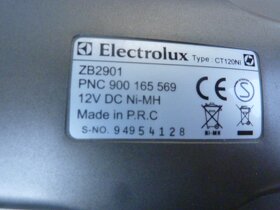 Electrolux Type : CT120NI
ZB2901
PNC 900 165 569
12V DC Ni-MH
Made in P.R.C
S-NO. 94954128